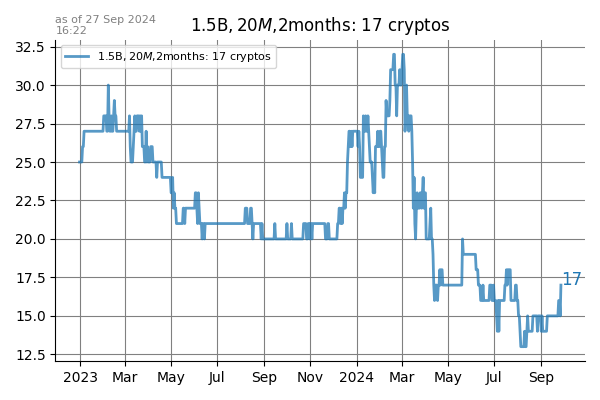 as of 27 Sep 2024
16:22
1.5B, 20M,2months: 17 cryptos
1.5B, 20M,2months: 17 cryptos
32.5
30.0
27.5
25.0
22.5
20.0
17.5
15.0
12.5
17
2023 Mar May Jul Sep Nov 2024 Mar May Jul Sep